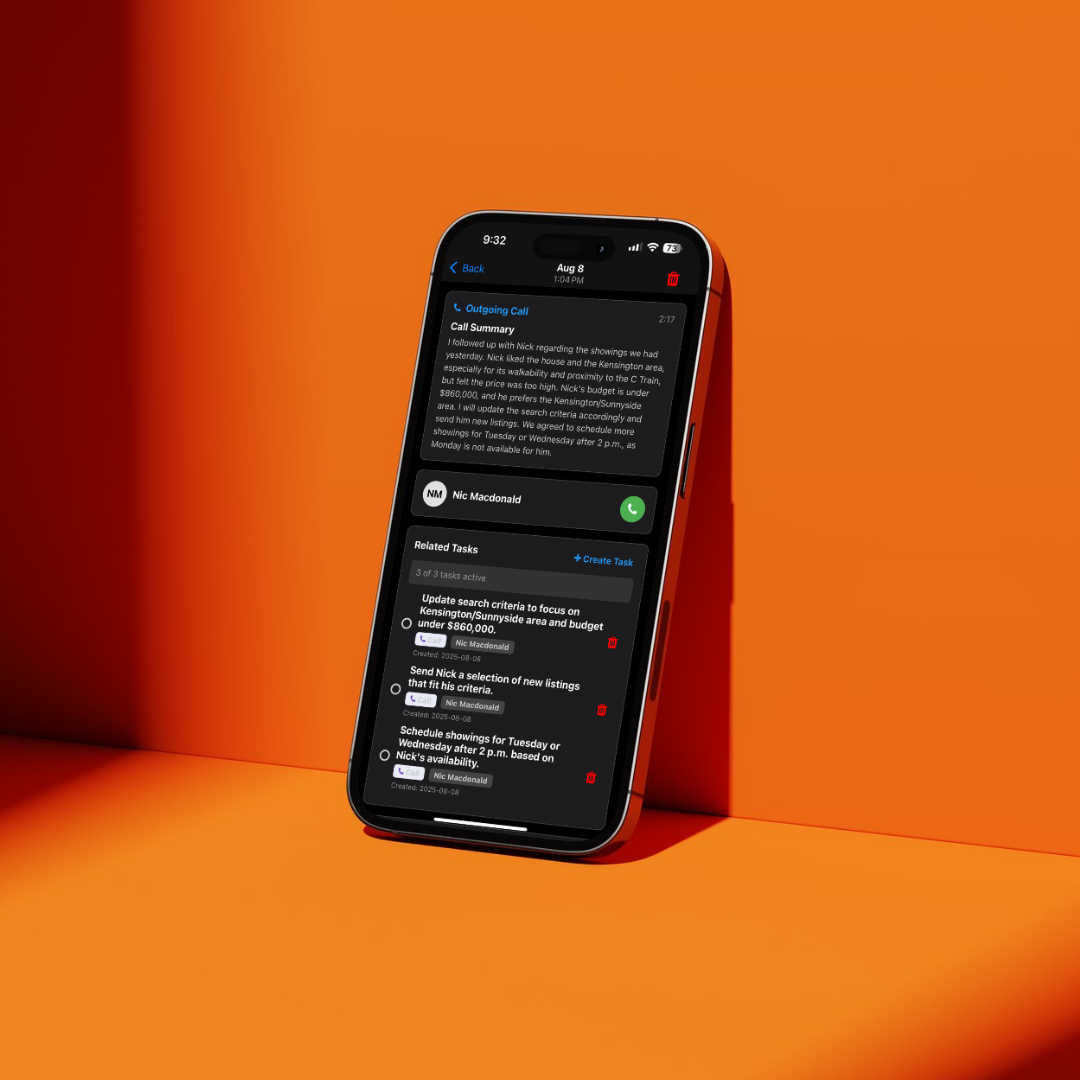 9:32
73
Back
Aug 8
1:04 PM
Outgoing Call
2:17
Call Summary
I followed up with Nick regarding the showings we had
yesterday. Nick liked the house and the Kensington area,
especially for its walkability and proximity to the C Train,
but felt the price was too high. Nick's budget is under
$860,000, and he prefers the Kensington/Sunnyside
area. I will update the search criteria accordingly and
send him new listings. We agreed to schedule more
showings for Tuesday or Wednesday after 2 p.m., as
Monday is not available for him.
NM
Nic Macdonald
Related Tasks
+ Create Task
3 of 3 tasks active
Update search criteria to focus on
Kensington/Sunnyside area and budget
under $860,000.
Call
Nic Macdonald
Created: 2025-08-08
Send Nick a selection of new listings
that fit his criteria.
Call
Nic Macdonald
Created: 2025-08-08
Schedule showings for Tuesday or
Wednesday after 2 p.m. based on
Nick's availability.
Call
Nic Macdonald
Created: 2025-08-08